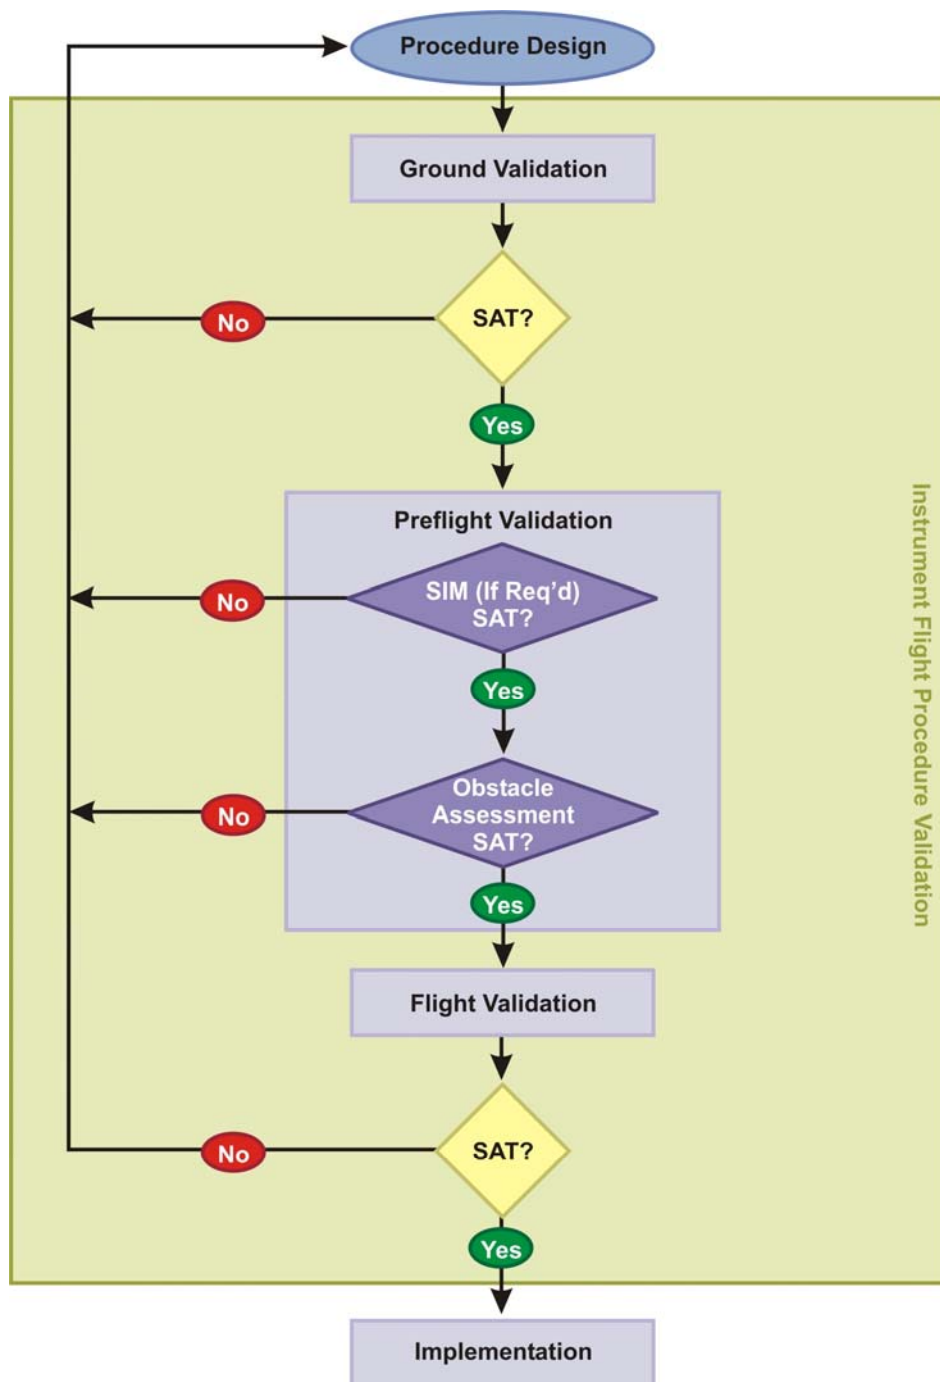 Procedure Design
Ground Validation
SAT?
No
Yes
Preflight Validation
SIM (If Req'd)
SAT?
No
Yes
Obstacle
Assessment
SAT?
No
Yes
Flight Validation
SAT?
No
Yes
Implementation
Instrument Flight Procedure Validation